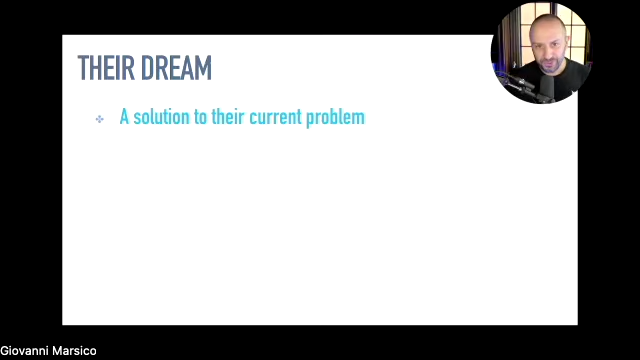 THEIR DREAM
A solution to their current problem
Giovanni Marsico